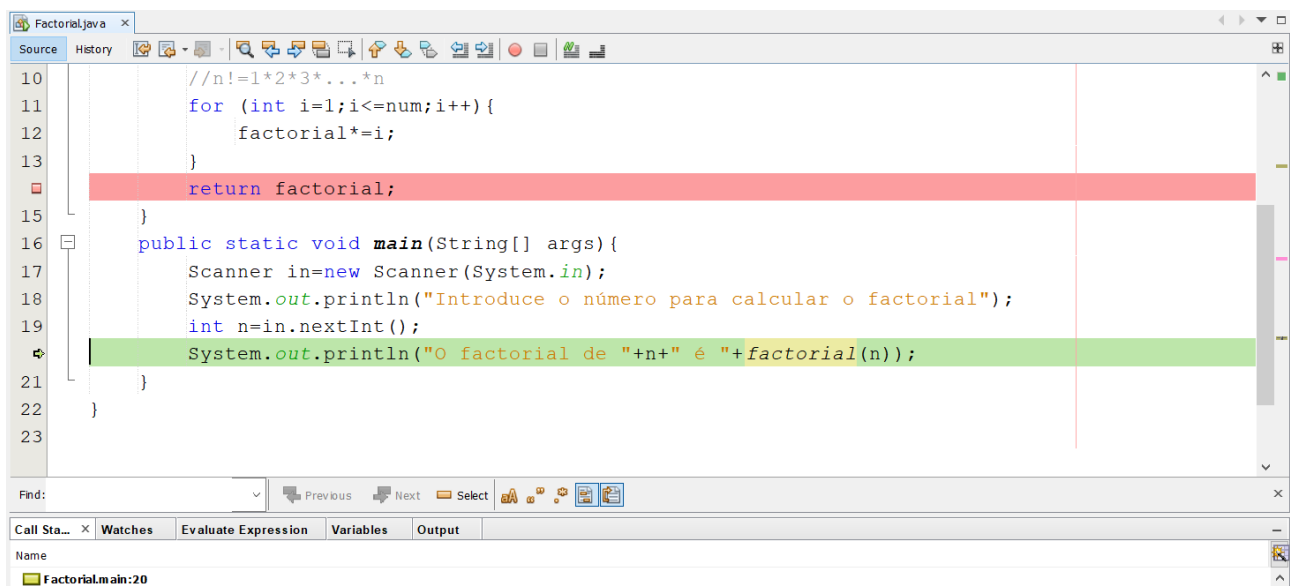 Factorial.java ×
Source History
10 //n!=1*2*3*...*n
11 for (int i=1;i<=num;i++){
12 factorial*=i;
13 }
return factorial;
15 }
16 public static void main(String[] args){
17 Scanner in=new Scanner(System.in);
18 System.out.println("Introduce o número para calcular o factorial");
19 int n=in.nextInt();
System.out.println("O factorial de "+n+" é "+factorial(n));
21 }
22 }
23
Find: Previous Next Select aA
Call Sta... × Watches Evaluate Expression Variables Output
Name
Factorial.main:20